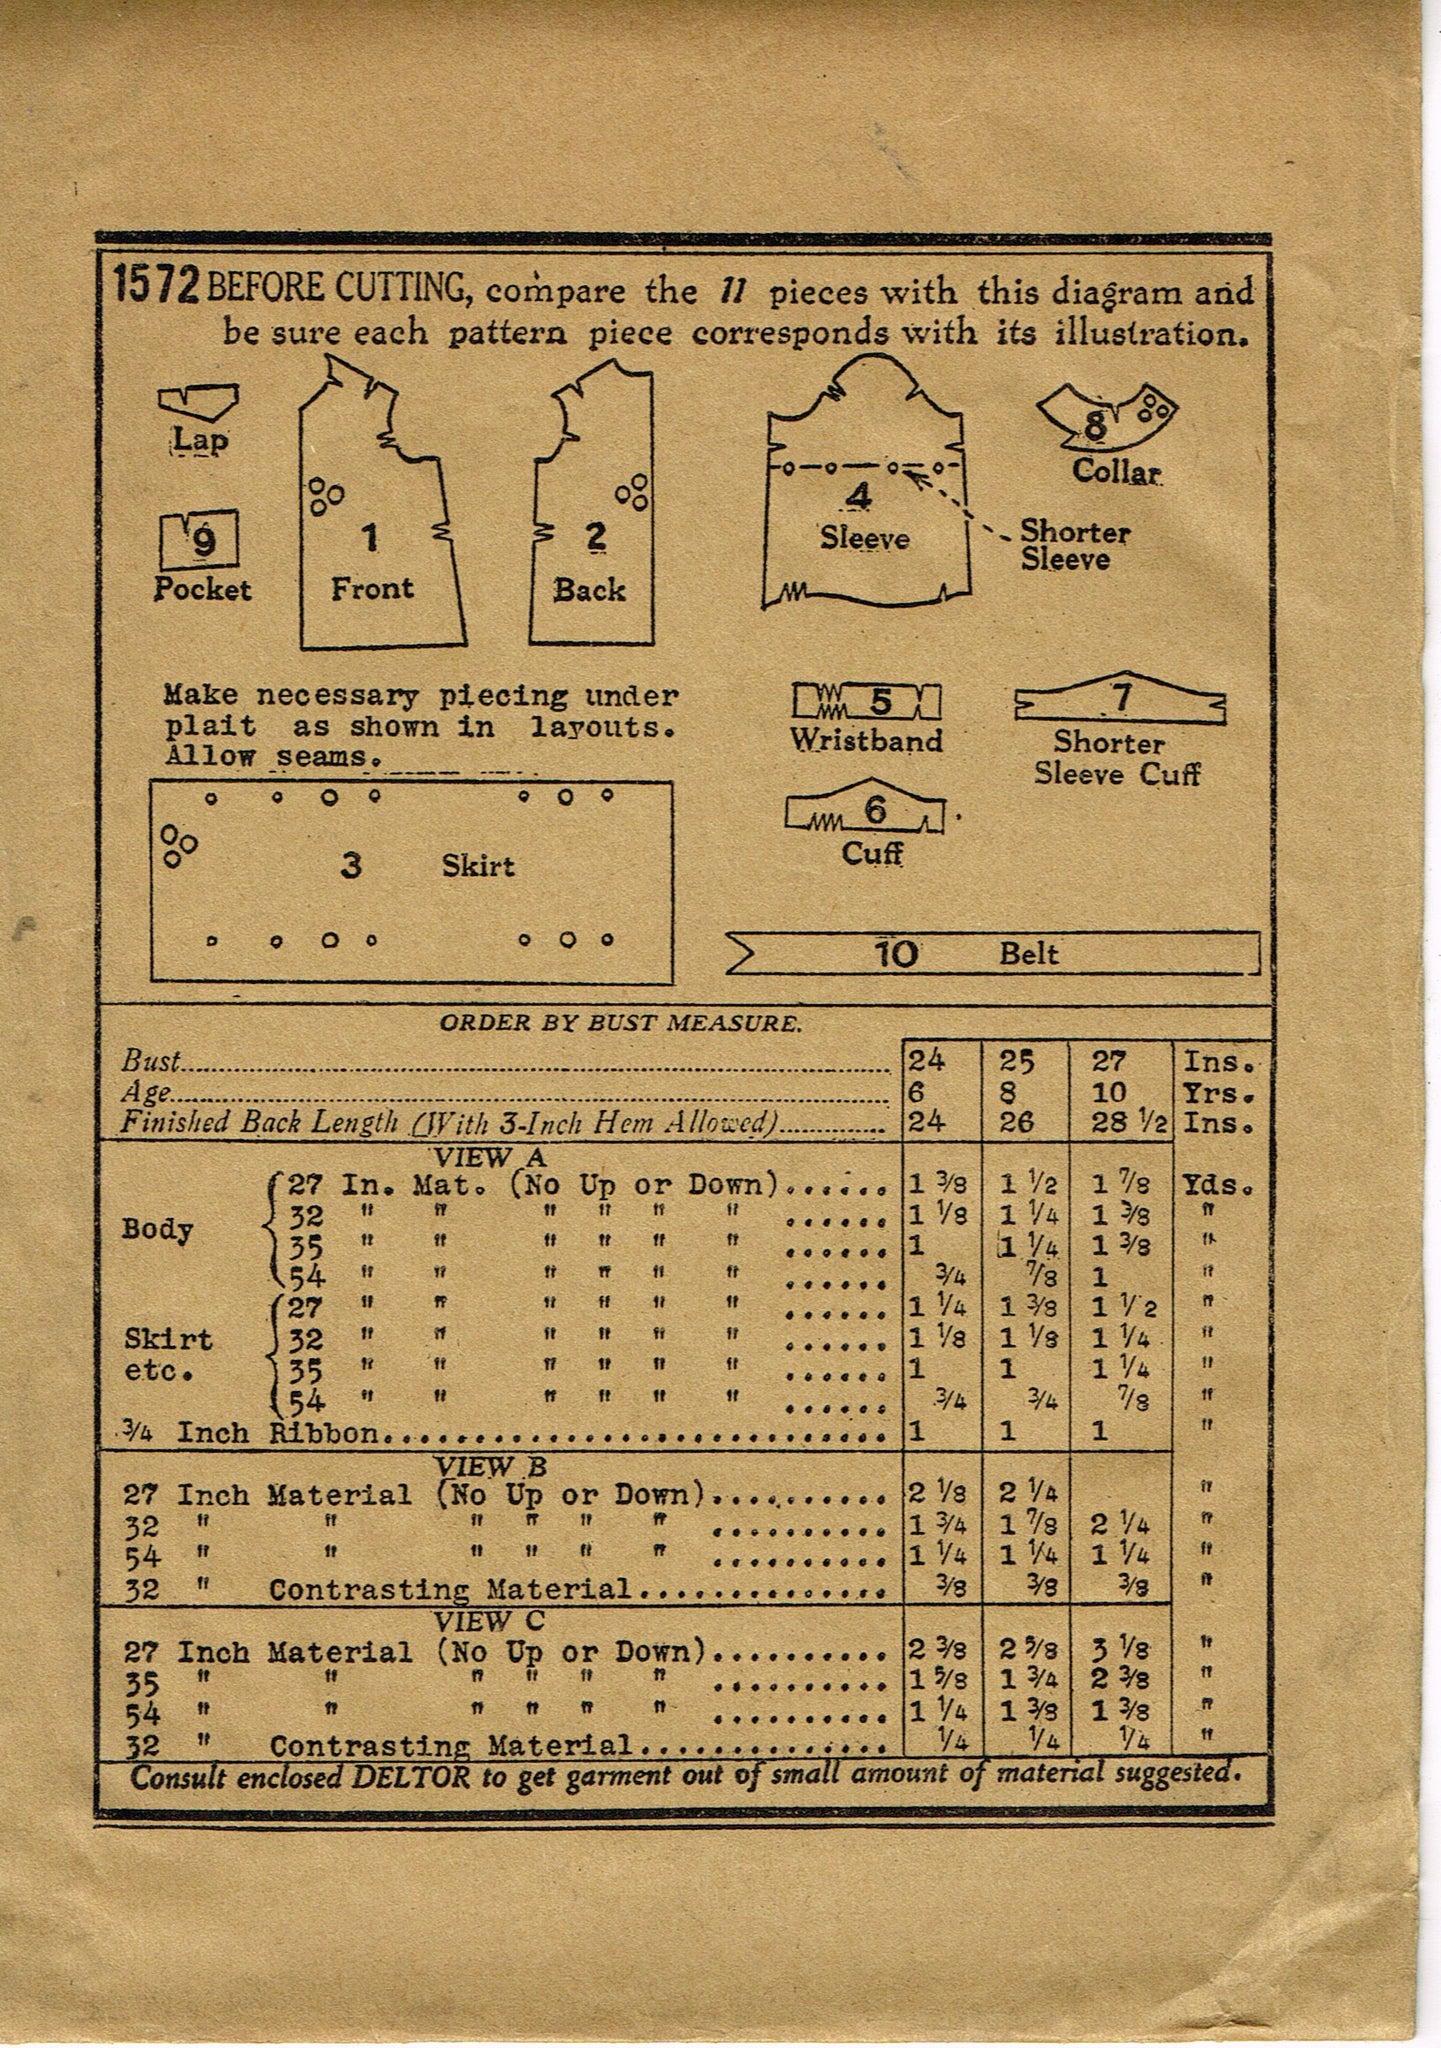 1572 BEFORE CUTTING, compare the 11 pieces with this diagram and
be sure each pattern piece corresponds with its illustration.
Lap
9
Pocket
1
Front
2
Back
4
Sleeve
Shorter
Sleeve
8
Collar
Make necessary piecing under
plait as shown in layouts.
Allow seams.
5
Wristband
7
Shorter
Sleeve Cuff
6
Cuff
3 Skirt
10 Belt
ORDER BY BUST MEASURE.
Bust 24 25 27 Ins.
Age 6 8 10 Yrs.
Finished Back Length (With 3-Inch Hem Allowed) 24 26 28 1/2 Ins.
VIEW A
Body
27 In. Mat. (No Up or Down) 1 3/8 1 1/2 1 7/8 Yds.
32 " " " " " " 1 1/8 1 1/4 1 3/8 "
35 " " " " " " 1 1 1/4 1 3/8 "
54 " " " " " " 3/4 7/8 1 "
Skirt
etc.
27 " " " " " " 1 1/4 1 3/8 1 1/2 "
32 " " " " " " 1 1/8 1 1/8 1 1/4 "
35 " " " " " " 1 1 1 1/4 "
54 " " " " " " 3/4 3/4 7/8 "
3/4 Inch Ribbon 1 1 1 "
VIEW B
27 Inch Material (No Up or Down) 2 1/8 2 1/4 "
32 " " " " " " 1 3/4 1 7/8 2 1/4 "
54 " " " " " " 1 1/4 1 1/4 1 1/4 "
32 " Contrasting Material 3/8 3/8 3/8 "
VIEW C
27 Inch Material (No Up or Down) 2 3/8 2 5/8 3 1/8 "
35 " " " " " " 1 5/8 1 3/4 2 3/8 "
54 " " " " " " 1 1/4 1 3/8 1 3/8 "
32 " Contrasting Material 1/4 1/4 1/4 "
Consult enclosed DELTOR to get garment out of small amount of material suggested.